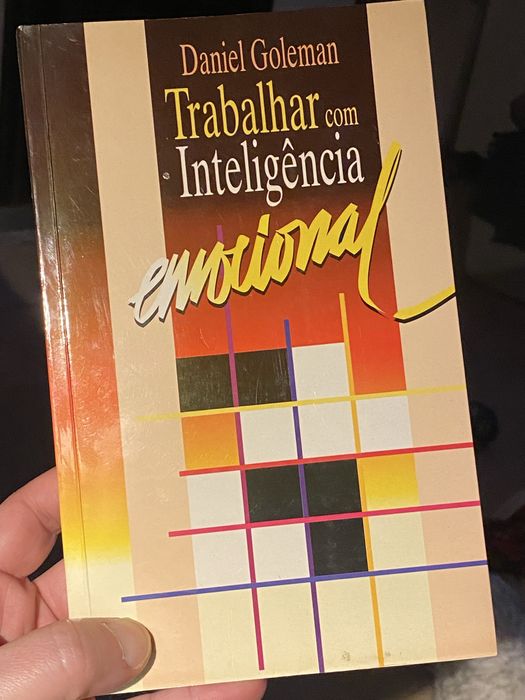 Daniel Goleman
Trabalhar com
Inteligência
emocional